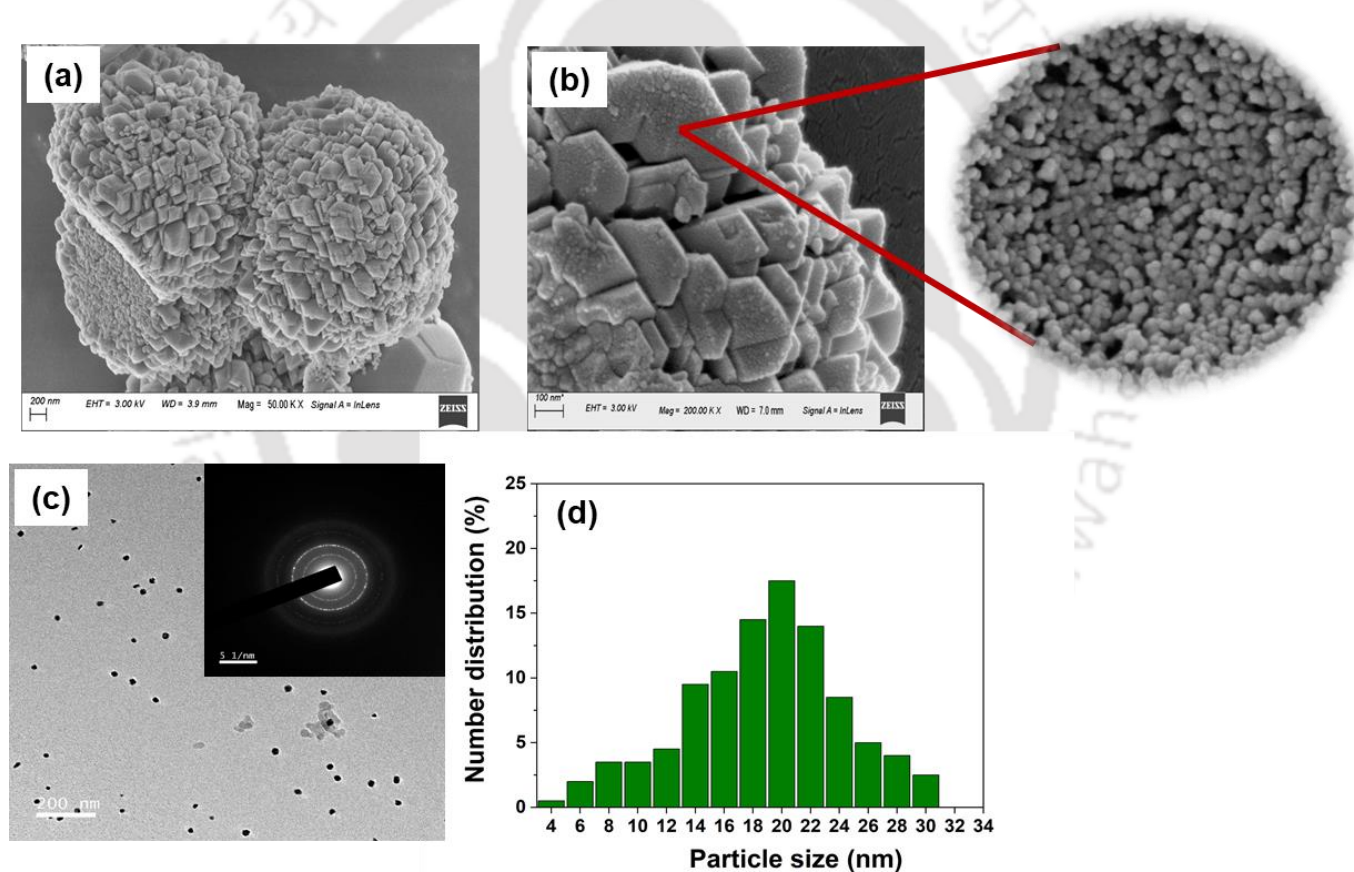 (a)
200 nm EHT = 3.00 kV WD = 3.9 mm Mag = 50.00 K X Signal A = InLens ZEISS
(b)
100 nm* EHT = 3.00 kV Mag = 200.00 K X WD = 7.0 mm Signal A = InLens ZEISS
(c)
5 1/nm
200 nm
(d)
Number distribution (%)
25
20
15
10
5
0
4 6 8 10 12 14 16 18 20 22 24 26 28 30 32 34
Particle size (nm)